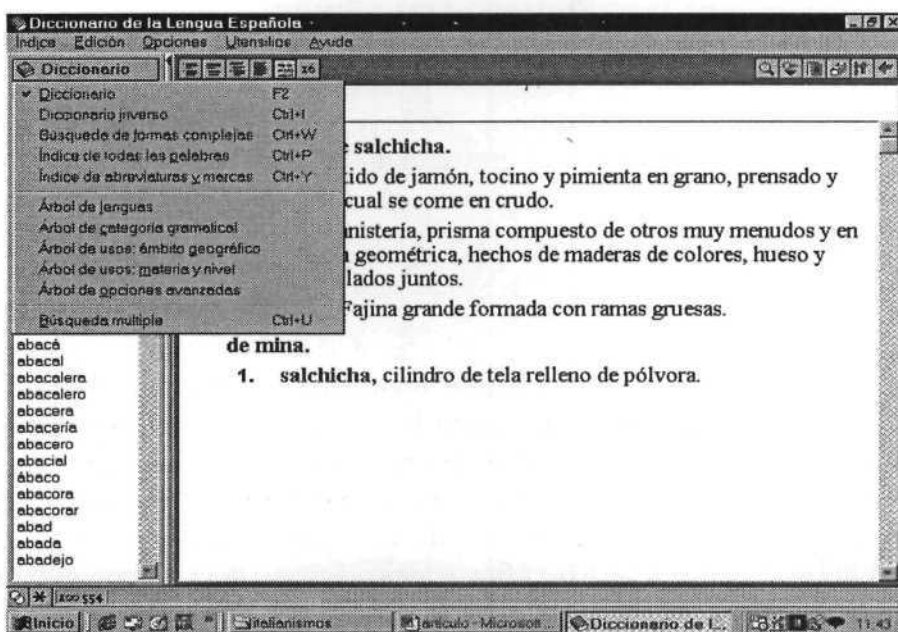 Diccionario de la Lengua Española
Índice Edición Opciones Utensilios Ayuda
Diccionario
x6
Diccionario F2
Diccionario inverso Ctrl+I
Búsqueda de formas complejas Ctrl+W
Índice de todas las palabras Ctrl+P
Índice de abreviaturas y marcas Ctrl+Y
Árbol de lenguas
Árbol de categoría gramatical
Árbol de usos: ámbito geográfico
Árbol de usos: materia y nivel
Árbol de opciones avanzadas
Búsqueda multiple Ctrl+U
salchicha.
tido de jamón, tocino y pimienta en grano, prensado y
cual se come en crudo.
nistería, prisma compuesto de otros muy menudos y en
geométrica, hechos de maderas de colores, hueso y
lados juntos.
Fajina grande formada con ramas gruesas.
de mina.
1. salchicha, cilindro de tela relleno de pólvora.
abacá
abacal
abacalera
abacalero
abacera
abacería
abacero
abacial
ábaco
abacora
abacorar
abad
abada
abadejo
Inicio italianismos articulo - Microsoft ... Diccionario de l... 11:43